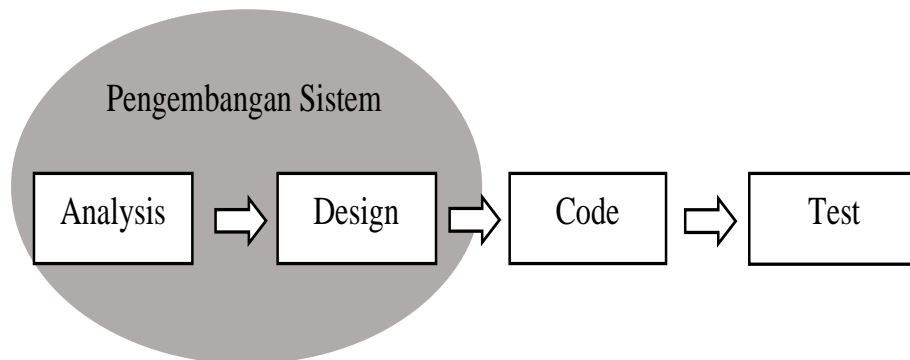 Pengembangan Sistem
Analysis
Design
Code
Test